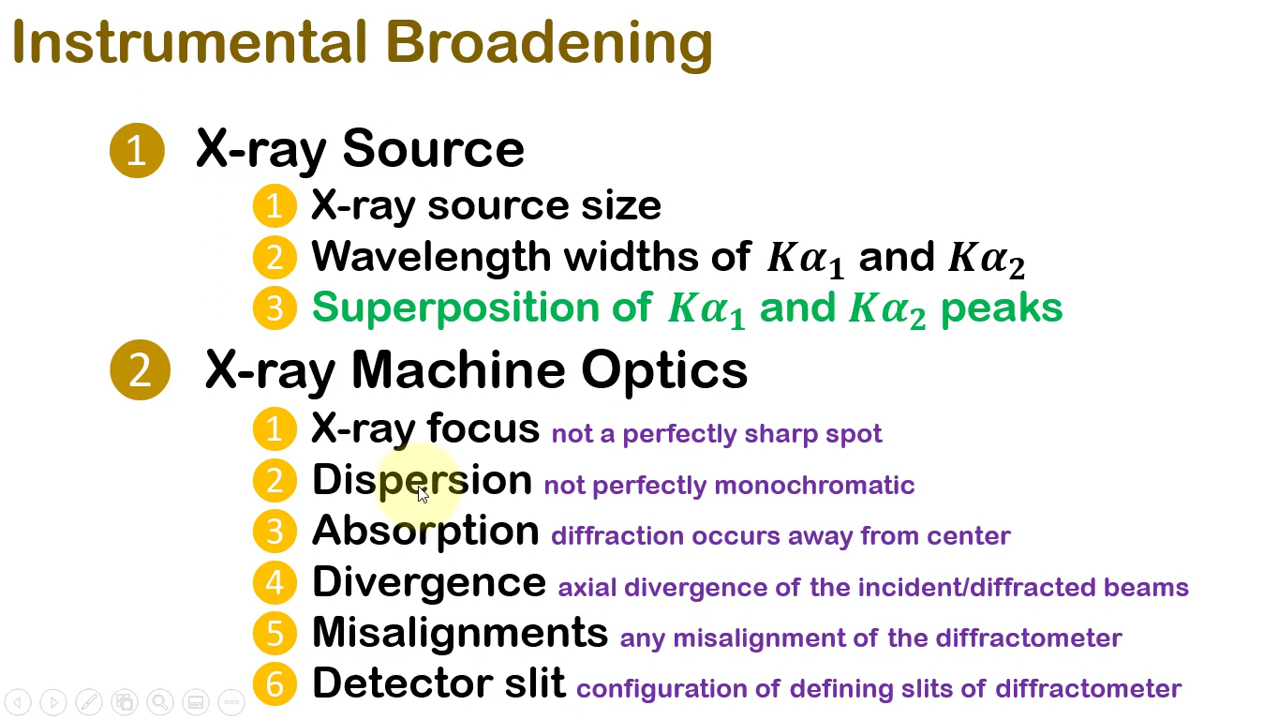 Instrumental Broadening
1 X-ray Source
1 X-ray source size
2 Wavelength widths of Kα₁ and Kα₂
3 Superposition of Kα₁ and Kα₂ peaks
2 X-ray Machine Optics
1 X-ray focus not a perfectly sharp spot
2 Dispersion not perfectly monochromatic
3 Absorption diffraction occurs away from center
4 Divergence axial divergence of the incident/diffracted beams
5 Misalignments any misalignment of the diffractometer
6 Detector slit configuration of defining slits of diffractometer